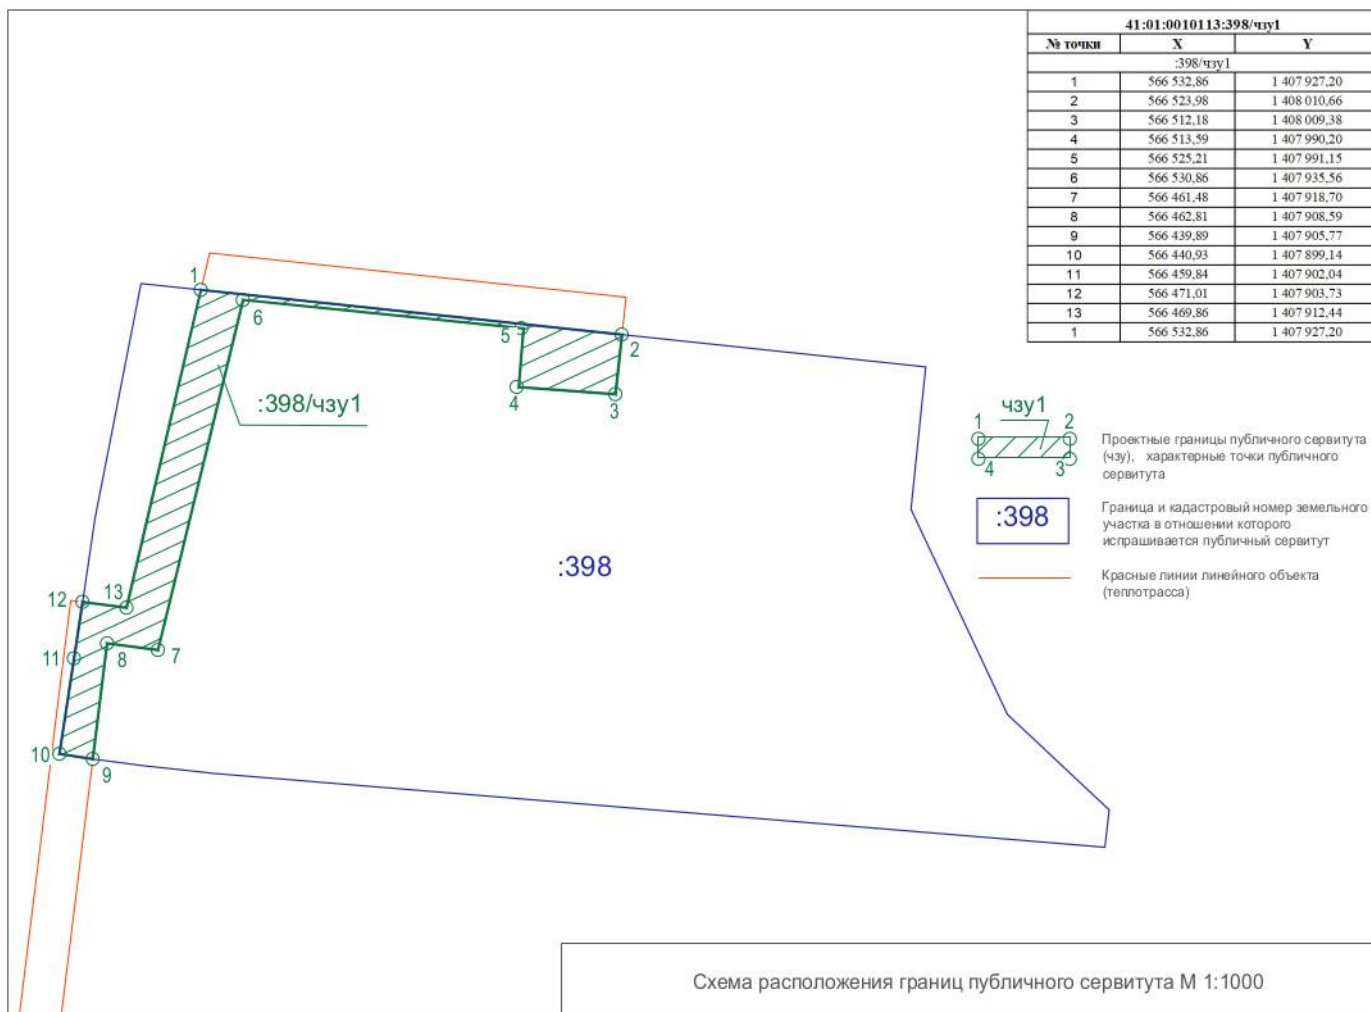 41:01:0010113:398/чзу1
№ точки X Y
:398/чзу1
1 566 532,86 1 407 927,20
2 566 523,98 1 408 010,66
3 566 512,18 1 408 009,38
4 566 513,59 1 407 990,20
5 566 525,21 1 407 991,15
6 566 530,86 1 407 935,56
7 566 461,48 1 407 918,70
8 566 462,81 1 407 908,59
9 566 439,89 1 407 905,77
10 566 440,93 1 407 899,14
11 566 459,84 1 407 902,04
12 566 471,01 1 407 903,73
13 566 469,86 1 407 912,44
1 566 532,86 1 407 927,20
1
6
5
2
4
3
:398/чзу1
:398
12
13
11
8
7
10
9
чзу1
1 2
4 3
Проектные границы публичного сервитута
(чзу), характерные точки публичного
сервитута
:398
Граница и кадастровый номер земельного
участка в отношении которого
испрашивается публичный сервитут
Красные линии линейного объекта
(теплотрасса)
Схема расположения границ публичного сервитута М 1:1000